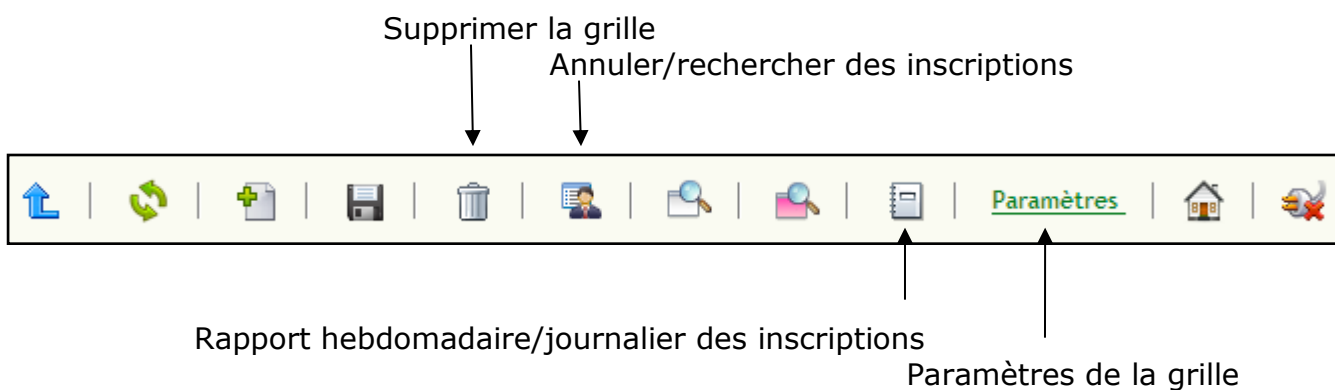 Supprimer la grille
Annuler/rechercher des inscriptions
Paramètres
Rapport hebdomadaire/journalier des inscriptions
Paramètres de la grille